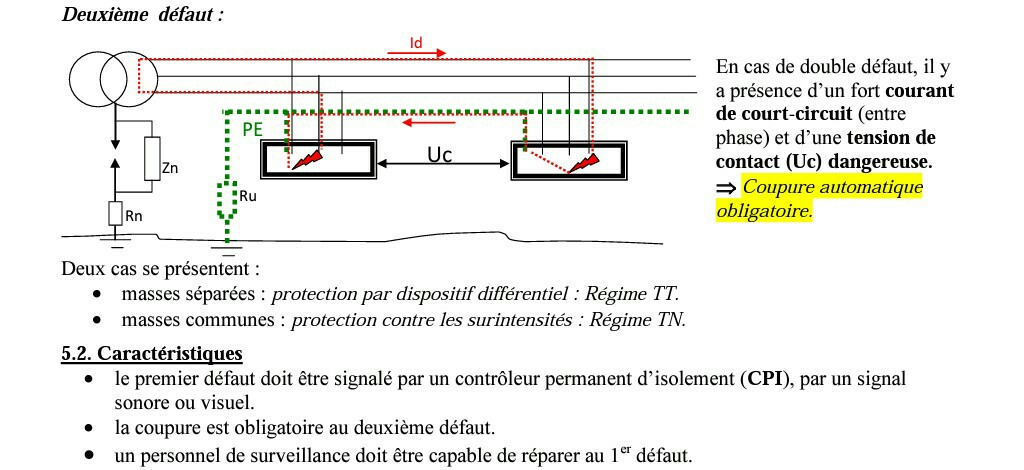 Deuxième défaut :
Id
PE
Uc
Zn
Ru
Rn
En cas de double défaut, il y
a présence d'un fort courant
de court-circuit (entre
phase) et d'une tension de
contact (Uc) dangereuse.
⇒ Coupure automatique
obligatoire.
Deux cas se présentent :
• masses séparées : protection par dispositif différentiel : Régime TT.
• masses communes : protection contre les surintensités : Régime TN.
5.2. Caractéristiques
• le premier défaut doit être signalé par un contrôleur permanent d'isolement (CPI), par un signal
sonore ou visuel.
• la coupure est obligatoire au deuxième défaut.
• un personnel de surveillance doit être capable de réparer au 1er défaut.